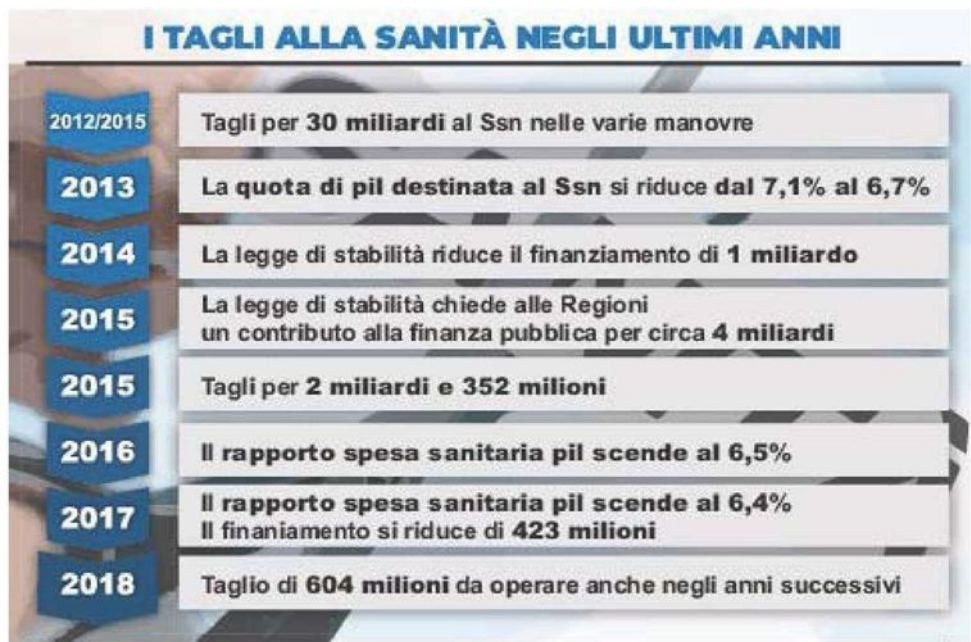 I TAGLI ALLA SANITÀ NEGLI ULTIMI ANNI
2012/2015
Tagli per 30 miliardi al Ssn nelle varie manovre
2013
La quota di pil destinata al Ssn si riduce dal 7,1% al 6,7%
2014
La legge di stabilità riduce il finanziamento di 1 miliardo
2015
La legge di stabilità chiede alle Regioni
un contributo alla finanza pubblica per circa 4 miliardi
2015
Tagli per 2 miliardi e 352 milioni
2016
Il rapporto spesa sanitaria pil scende al 6,5%
2017
Il rapporto spesa sanitaria pil scende al 6,4%
Il finaniamento si riduce di 423 milioni
2018
Taglio di 604 milioni da operare anche negli anni successivi